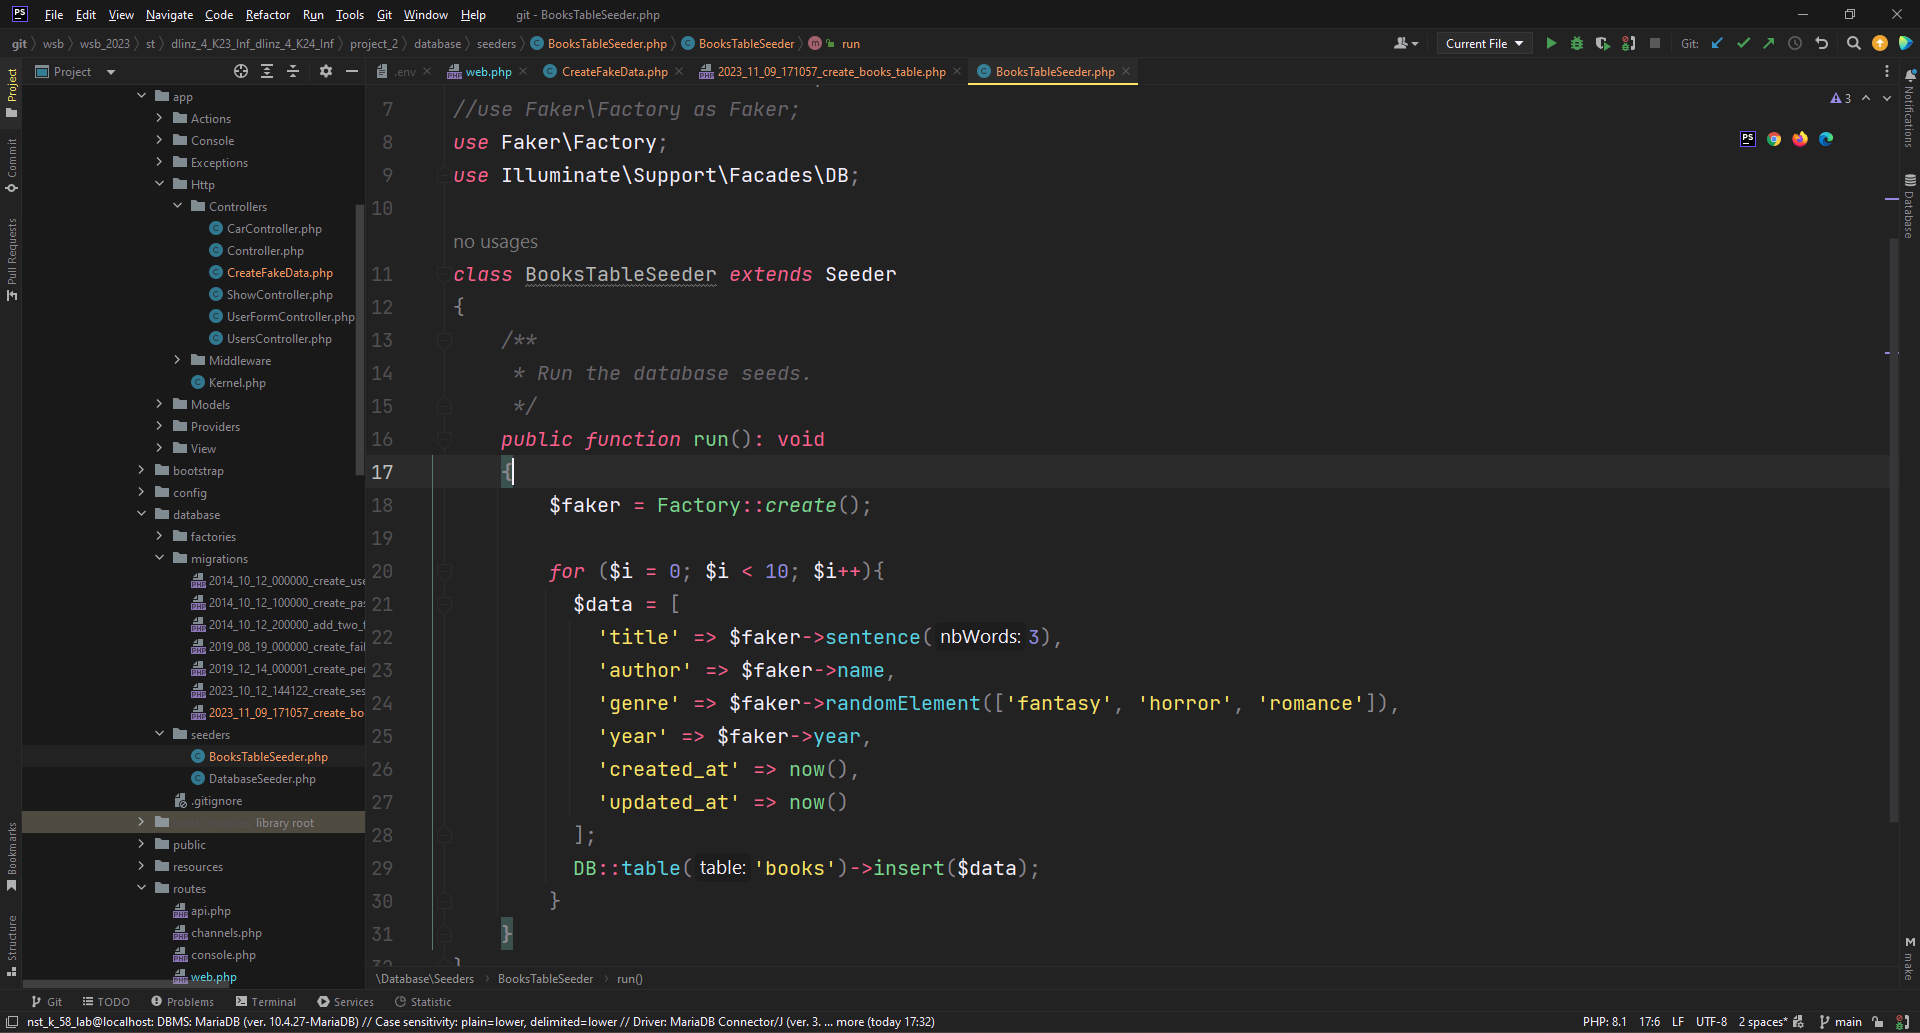 PS File Edit View Navigate Code Refactor Run Tools Git Window Help git - BooksTableSeeder.php
git wsb wsb_2023 st dlinz_4_K23_Inf_dlinz_4_K24_Inf project_2 database seeders BooksTableSeeder.php BooksTableSeeder run Current File Git:
Project .env web.php CreateFakeData.php 2023_11_09_171057_create_books_table.php BooksTableSeeder.php
Project
Commit
Pull Requests
Bookmarks
Structure
app
Actions
Console
Exceptions
Http
Controllers
CarController.php
Controller.php
CreateFakeData.php
ShowController.php
UserFormController.php
UsersController.php
Middleware
Kernel.php
Models
Providers
View
bootstrap
config
database
factories
migrations
2014_10_12_000000_create_use
2014_10_12_100000_create_pas
2014_10_12_200000_add_two_f
2019_08_19_000000_create_fail
2019_12_14_000001_create_per
2023_10_12_144122_create_ses
2023_11_09_171057_create_bo
seeders
BooksTableSeeder.php
DatabaseSeeder.php
.gitignore
library root
public
resources
routes
api.php
channels.php
console.php
web.php
3
7 //use Faker\Factory as Faker;
8 use Faker\Factory;
9 use Illuminate\Support\Facades\DB;
10
no usages
11 class BooksTableSeeder extends Seeder
12 {
13 /**
14 * Run the database seeds.
15 */
16 public function run(): void
17 {
18 $faker = Factory::create();
19
20 for ($i = 0; $i < 10; $i++){
21 $data = [
22 'title' => $faker->sentence( nbWords: 3),
23 'author' => $faker->name,
24 'genre' => $faker->randomElement(['fantasy', 'horror', 'romance']),
25 'year' => $faker->year,
26 'created_at' => now(),
27 'updated_at' => now()
28 ];
29 DB::table( table: 'books')->insert($data);
30 }
31 }
32 }
Notifications
Database
M make
\Database\Seeders BooksTableSeeder run()
Git TODO Problems Terminal Services Statistic
nst_k_58_lab@localhost: DBMS: MariaDB (ver. 10.4.27-MariaDB) // Case sensitivity: plain=lower, delimited=lower // Driver: MariaDB Connector/J (ver. 3. ... more (today 17:32) PHP: 8.1 17:6 LF UTF-8 2 spaces* main